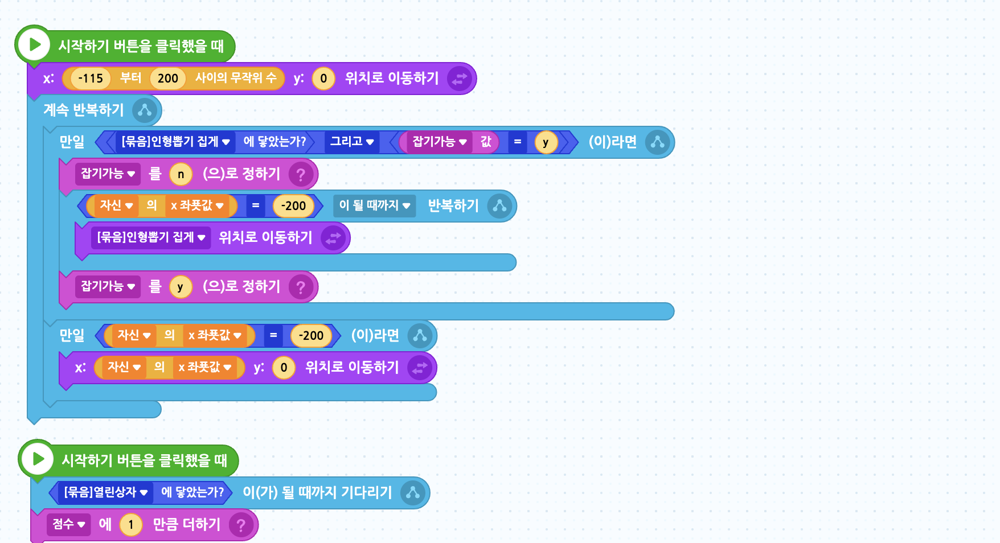 시작하기 버튼을 클릭했을 때
x: -115 부터 200 사이의 무작위 수 y: 0 위치로 이동하기
계속 반복하기
만일 [묶음]인형뽑기 집게 에 닿았는가? 그리고 잡기가능 값 = y (이)라면
잡기가능 를 n (으)로 정하기 ?
자신 의 x 좌푯값 = -200 이 될 때까지 반복하기
[묶음]인형뽑기 집게 위치로 이동하기
잡기가능 를 y (으)로 정하기 ?
만일 자신 의 x 좌푯값 = -200 (이)라면
x: 자신 의 x 좌푯값 y: 0 위치로 이동하기
시작하기 버튼을 클릭했을 때
[묶음]열린상자 에 닿았는가? 이(가) 될 때까지 기다리기
점수 에 1 만큼 더하기 ?